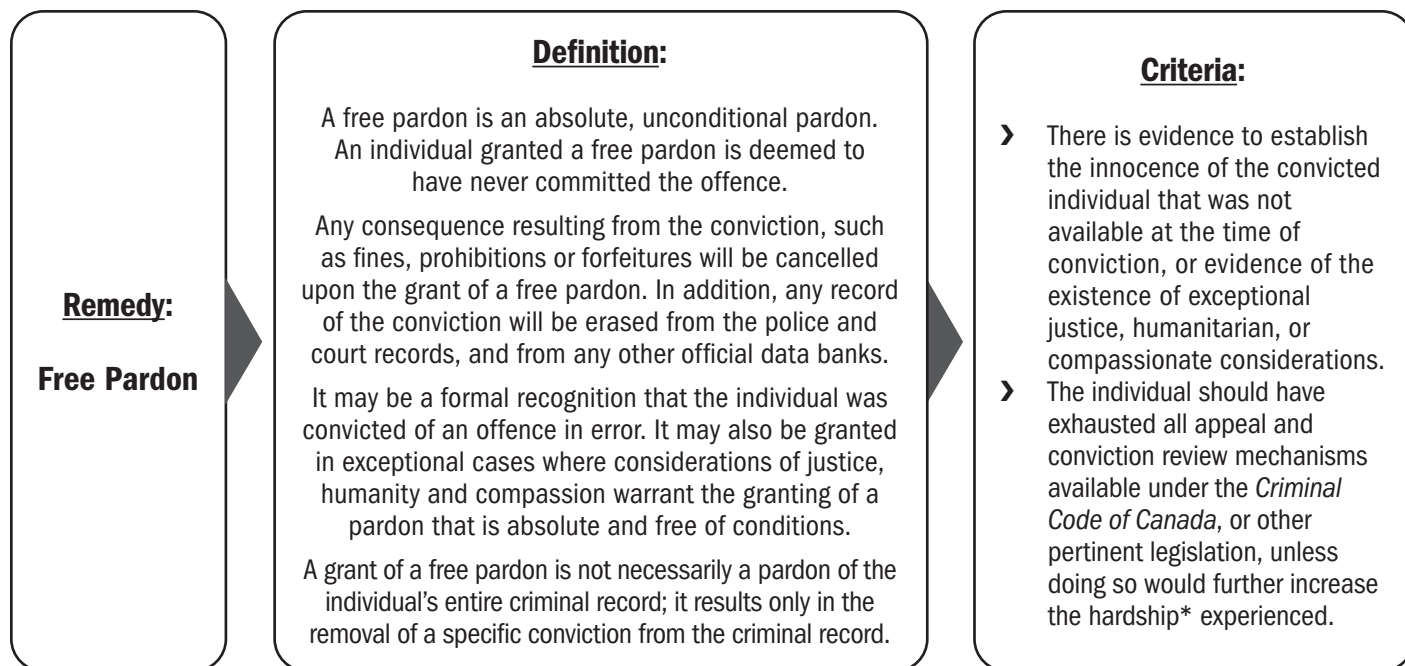 Remedy:
Free Pardon
Definition:
A free pardon is an absolute, unconditional pardon.
An individual granted a free pardon is deemed to
have never committed the offence.
Any consequence resulting from the conviction, such
as fines, prohibitions or forfeitures will be cancelled
upon the grant of a free pardon. In addition, any record
of the conviction will be erased from the police and
court records, and from any other official data banks.
It may be a formal recognition that the individual was
convicted of an offence in error. It may also be granted
in exceptional cases where considerations of justice,
humanity and compassion warrant the granting of a
pardon that is absolute and free of conditions.
A grant of a free pardon is not necessarily a pardon of the
individual's entire criminal record; it results only in the
removal of a specific conviction from the criminal record.
Criteria:
❯ There is evidence to establish
the innocence of the convicted
individual that was not
available at the time of
conviction, or evidence of the
existence of exceptional
justice, humanitarian, or
compassionate considerations.
❯ The individual should have
exhausted all appeal and
conviction review mechanisms
available under the Criminal
Code of Canada, or other
pertinent legislation, unless
doing so would further increase
the hardship* experienced.